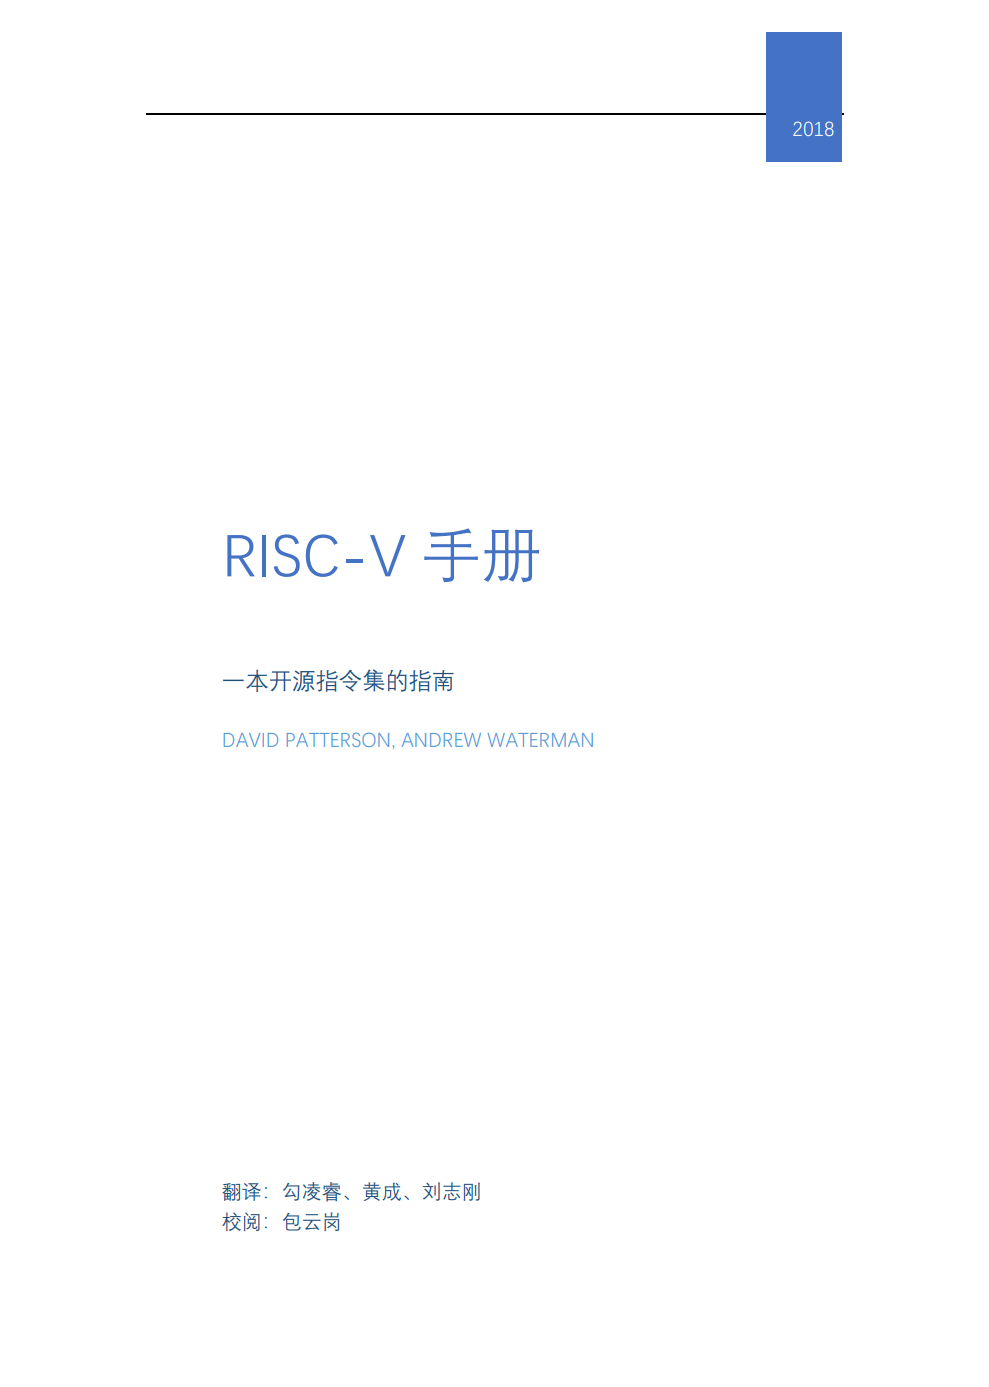 2018
RISC-V 手册
一本开源指令集的指南
DAVID PATTERSON, ANDREW WATERMAN
翻译：勾凌睿、黄成、刘志刚
校阅：包云岗